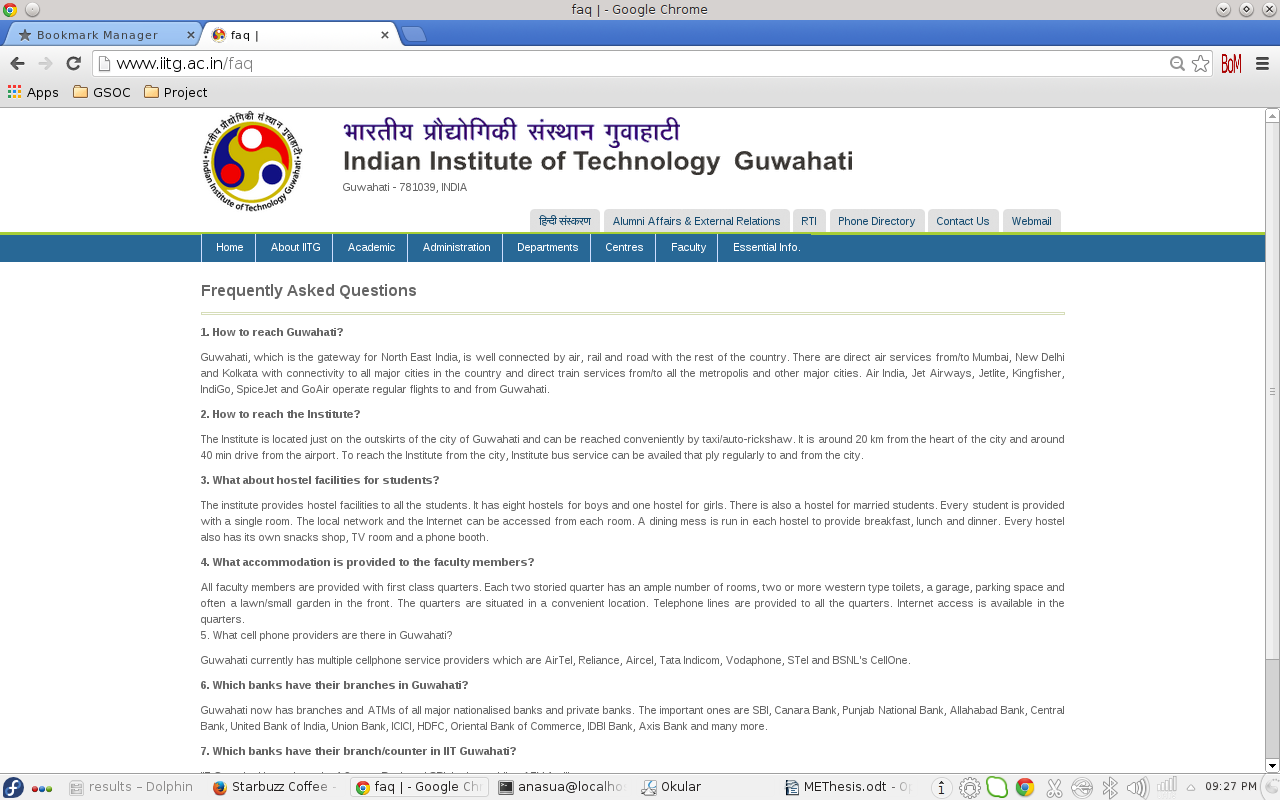 faq | - Google Chrome
Bookmark Manager
faq |
www.iitg.ac.in/faq
BoM
Apps
GSOC
Project
भारतीय प्रौद्योगिकी संस्थान गुवाहाटी
Indian Institute of Technology Guwahati
Guwahati - 781039, INDIA
भारतीय प्रौद्योगिकी संस्थान गुवाहाटी
Indian Institute of Technology Guwahati
हिन्दी संस्करण
Alumni Affairs & External Relations
RTI
Phone Directory
Contact Us
Webmail
Home
About IITG
Academic
Administration
Departments
Centres
Faculty
Essential Info.
Frequently Asked Questions
1. How to reach Guwahati?
Guwahati, which is the gateway for North East India, is well connected by air, rail and road with the rest of the country. There are direct air services from/to Mumbai, New Delhi
and Kolkata with connectivity to all major cities in the country and direct train services from/to all the metropolis and other major cities. Air India, Jet Airways, Jetlite, Kingfisher,
IndiGo, SpiceJet and GoAir operate regular flights to and from Guwahati.
2. How to reach the Institute?
The Institute is located just on the outskirts of the city of Guwahati and can be reached conveniently by taxi/auto-rickshaw. It is around 20 km from the heart of the city and around
40 min drive from the airport. To reach the Institute from the city, Institute bus service can be availed that ply regularly to and from the city.
3. What about hostel facilities for students?
The institute provides hostel facilities to all the students. It has eight hostels for boys and one hostel for girls. There is also a hostel for married students. Every student is provided
with a single room. The local network and the Internet can be accessed from each room. A dining mess is run in each hostel to provide breakfast, lunch and dinner. Every hostel
also has its own snacks shop, TV room and a phone booth.
4. What accommodation is provided to the faculty members?
All faculty members are provided with first class quarters. Each two storied quarter has an ample number of rooms, two or more western type toilets, a garage, parking space and
often a lawn/small garden in the front. The quarters are situated in a convenient location. Telephone lines are provided to all the quarters. Internet access is available in the
quarters.
5. What cell phone providers are there in Guwahati?
Guwahati currently has multiple cellphone service providers which are AirTel, Reliance, Aircel, Tata Indicom, Vodaphone, STel and BSNL's CellOne.
6. Which banks have their branches in Guwahati?
Guwahati now has branches and ATMs of all major nationalised banks and private banks. The important ones are SBI, Canara Bank, Punjab National Bank, Allahabad Bank, Central
Bank, United Bank of India, Union Bank, ICICI, HDFC, Oriental Bank of Commerce, IDBI Bank, Axis Bank and many more.
7. Which banks have their branch/counter in IIT Guwahati?
results – Dolphin
Starbuzz Coffee -
faq | - Google Chr
anasua@localho
Okular
METhesis.odt - Op
09:27 PM